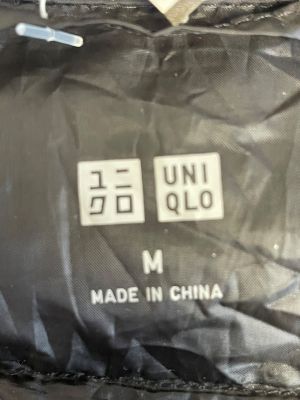 ユニ UNI
クロ QLO
M
MADE IN CHINA